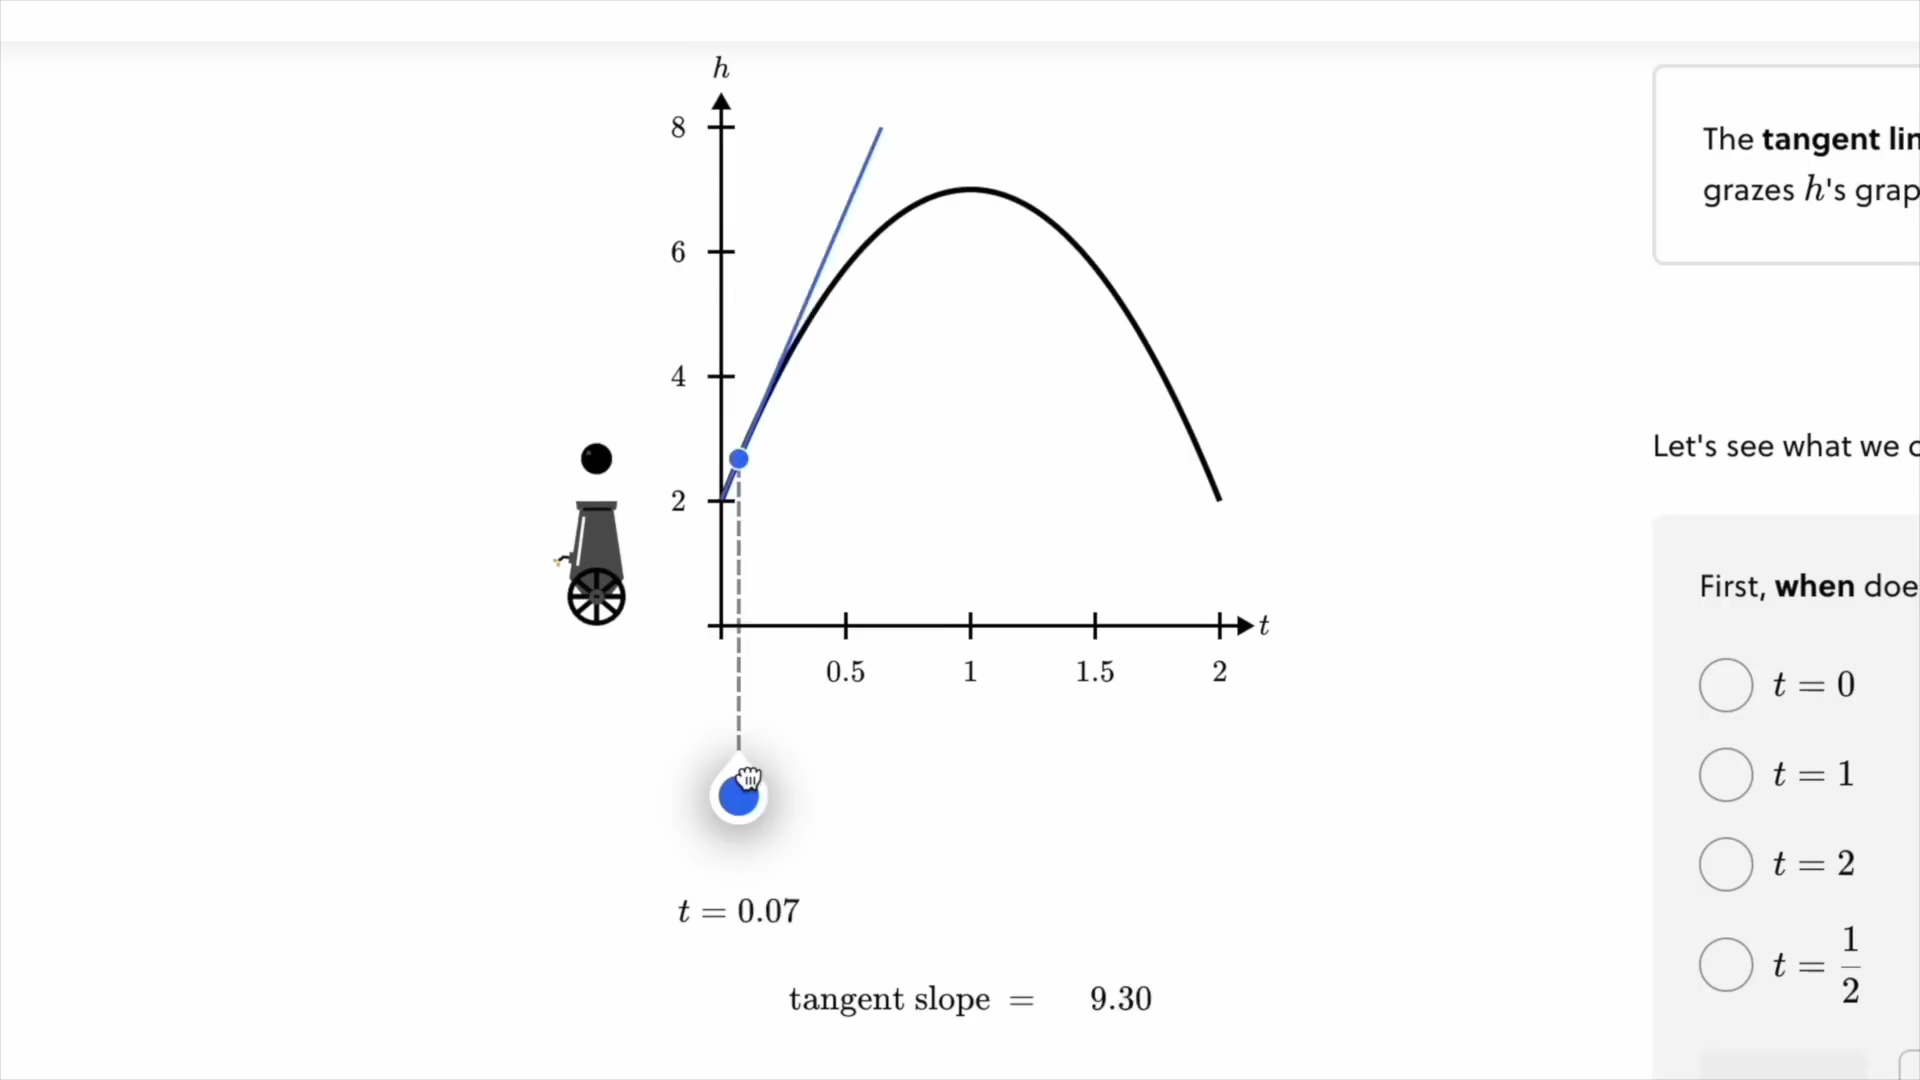 h
8
6
4
2
0.5 1 1.5 2
t
t = 0.07
tangent slope = 9.30
The tangent lin
grazes h's grap
Let's see what we c
First, when doe
t = 0
t = 1
t = 2
t = 1/2